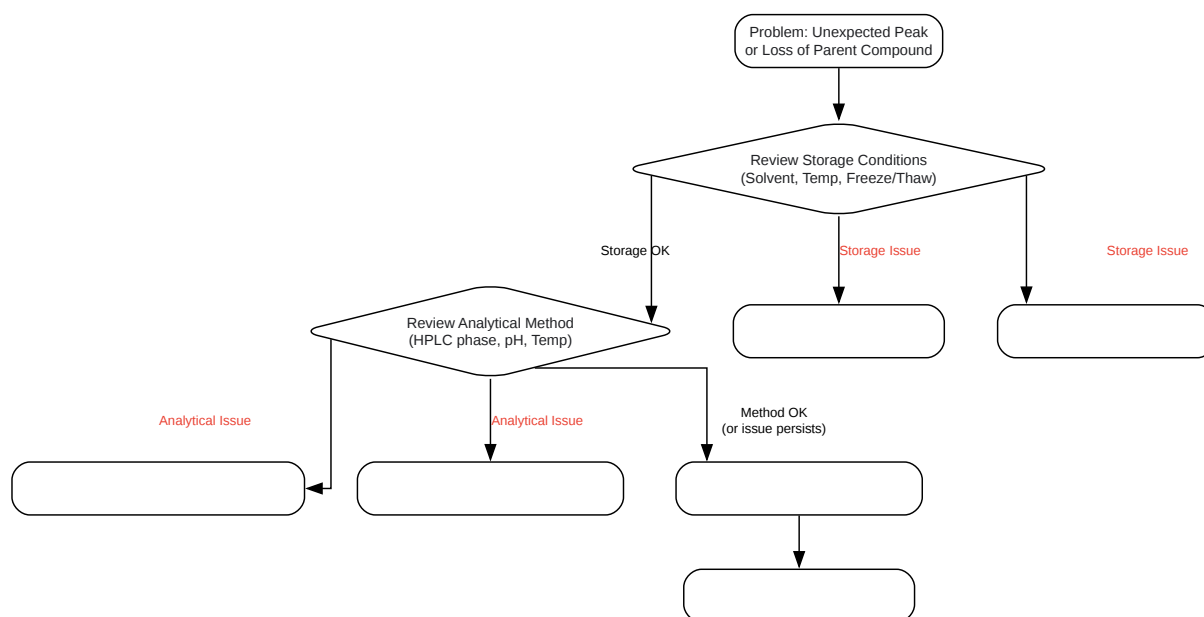 Problem: Unexpected Peak
or Loss of Parent Compound
Review Storage Conditions
(Solvent, Temp, Freeze/Thaw)
Storage OK
Storage Issue
Storage Issue
Review Analytical Method
(HPLC phase, pH, Temp)
Analytical Issue
Analytical Issue
Method OK
(or issue persists)